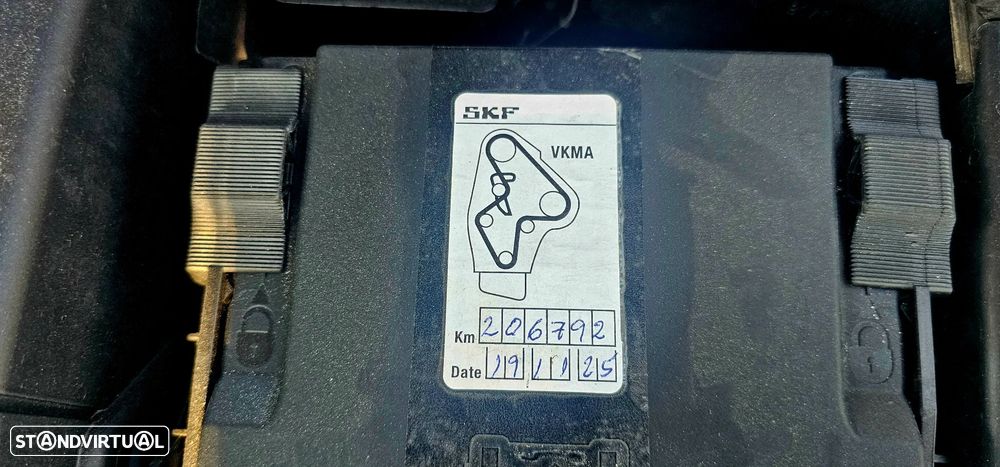 SKF
VKMA
Km 206792
Date 19 11 25
STANDVIRTUAL